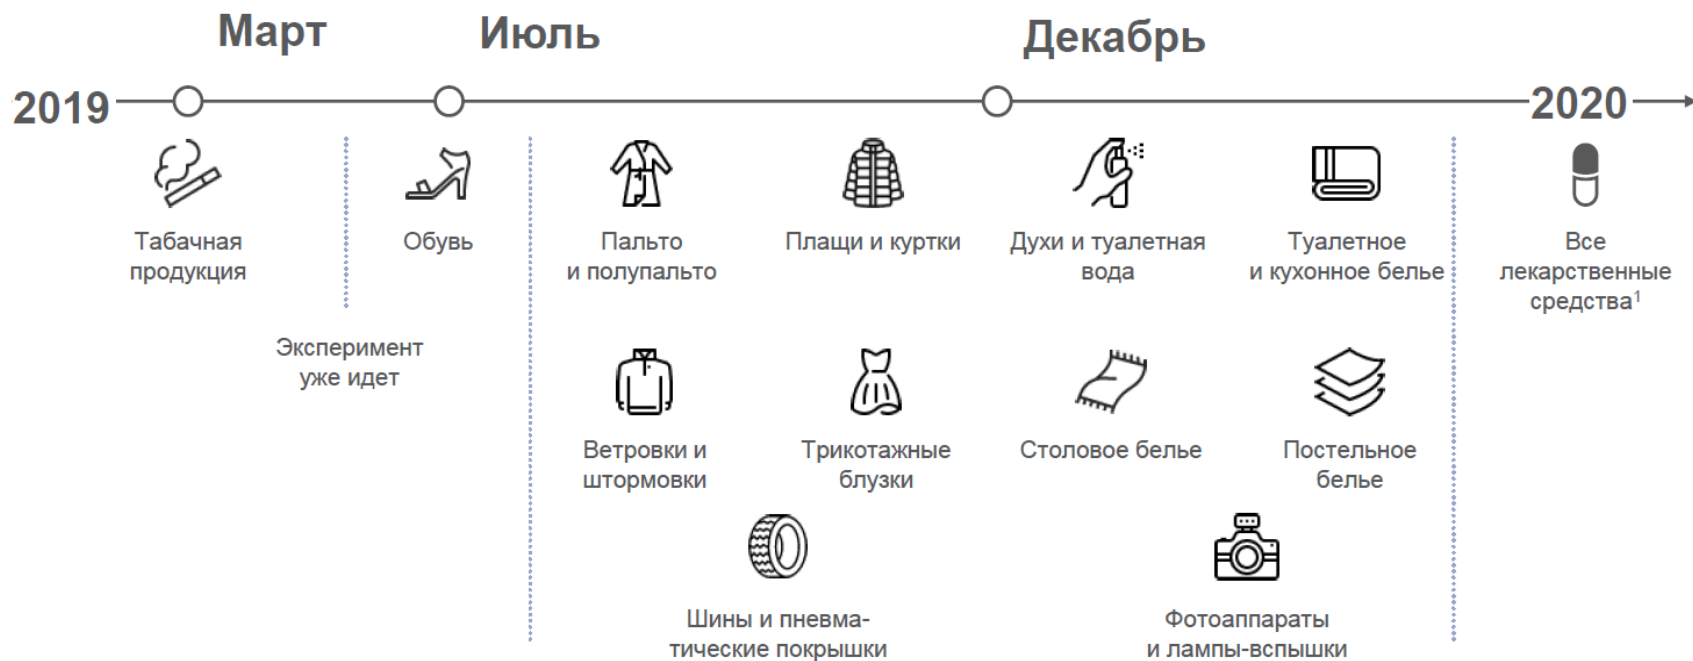 Март
Июль
Декабрь
2019
2020
Табачная
продукция
Обувь
Пальто
и полупальто
Плащи и куртки
Духи и туалетная
вода
Туалетное
и кухонное белье
Все
лекарственные
средства¹
Эксперимент
уже идет
Ветровки и
штормовки
Трикотажные
блузки
Столовое белье
Постельное
белье
Шины и пневма-
тические покрышки
Фотоаппараты
и лампы-вспышки